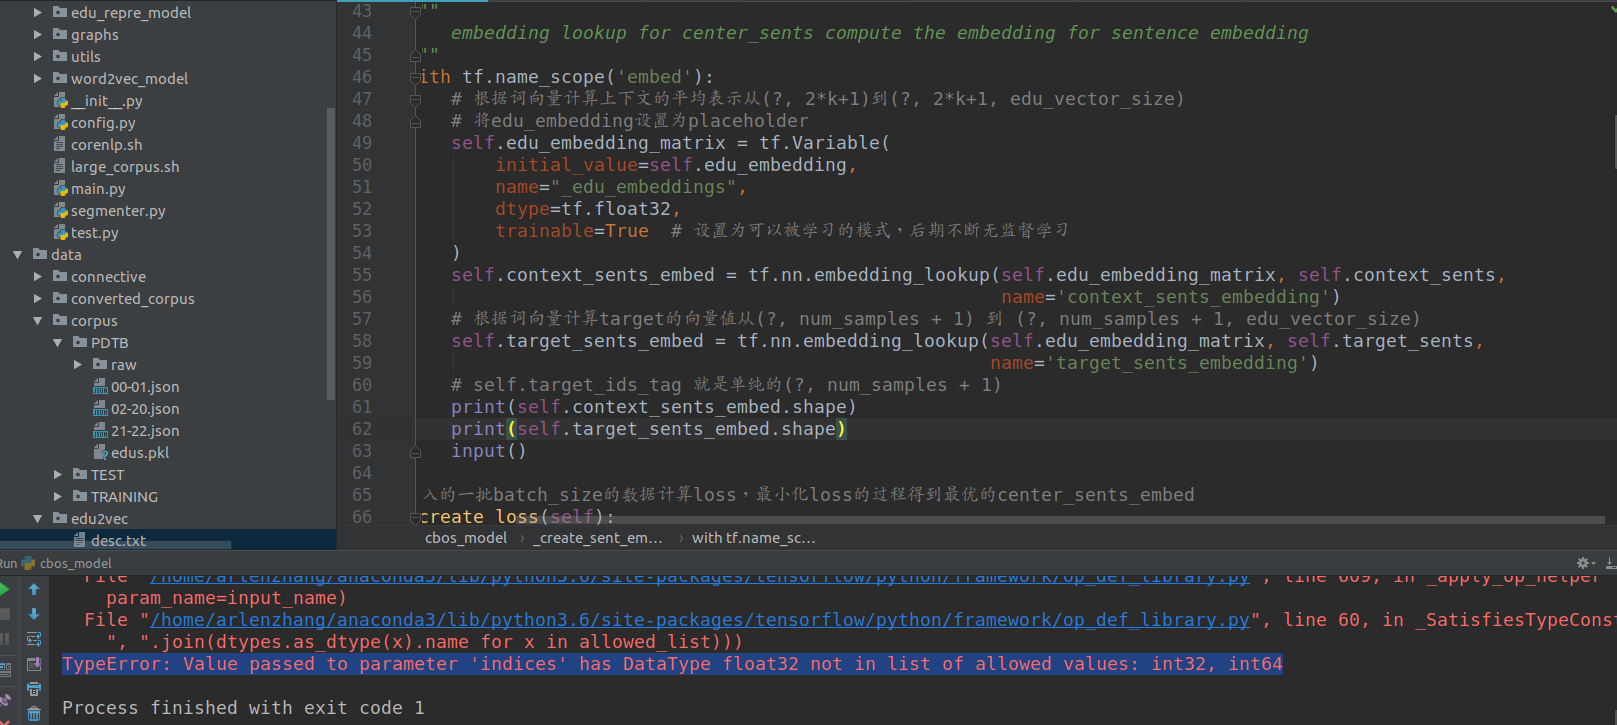 edu_repre_model
graphs
utils
word2vec_model
__init__.py
config.py
corenlp.sh
large_corpus.sh
main.py
segmenter.py
test.py
data
connective
converted_corpus
corpus
PDTB
raw
00-01.json
02-20.json
21-22.json
edus.pkl
TEST
TRAINING
edu2vec
desc.txt
43 ""
44 embedding lookup for center_sents compute the embedding for sentence embedding
45 ""
46 ith tf.name_scope('embed'):
47 # 根据词向量计算上下文的平均表示从(?, 2*k+1)到(?, 2*k+1, edu_vector_size)
48 # 将edu_embedding设置为placeholder
49 self.edu_embedding_matrix = tf.Variable(
50 initial_value=self.edu_embedding,
51 name="_edu_embeddings",
52 dtype=tf.float32,
53 trainable=True # 设置为可以被学习的模式，后期不断无监督学习
54 )
55 self.context_sents_embed = tf.nn.embedding_lookup(self.edu_embedding_matrix, self.context_sents,
56 name='context_sents_embedding')
57 # 根据词向量计算target的向量值从(?, num_samples + 1) 到 (?, num_samples + 1, edu_vector_size)
58 self.target_sents_embed = tf.nn.embedding_lookup(self.edu_embedding_matrix, self.target_sents,
59 name='target_sents_embedding')
60 # self.target_ids_tag 就是单纯的(?, num_samples + 1)
61 print(self.context_sents_embed.shape)
62 print(self.target_sents_embed.shape)
63 input()
64
65 入的一批batch_size的数据计算loss，最小化loss的过程得到最优的center_sents_embed
66 create_loss(self):
cbos_model › _create_sent_em... › with tf.name_sc...
Run cbos_model
File "/home/arlenzhang/anaconda3/lib/python3.6/site-packages/tensorflow/python/framework/op_def_library.py", line 609, in _apply_op_helper
param_name=input_name)
File "/home/arlenzhang/anaconda3/lib/python3.6/site-packages/tensorflow/python/framework/op_def_library.py", line 60, in _SatisfiesTypeConst
", ".join(dtypes.as_dtype(x).name for x in allowed_list)))
TypeError: Value passed to parameter 'indices' has DataType float32 not in list of allowed values: int32, int64
Process finished with exit code 1